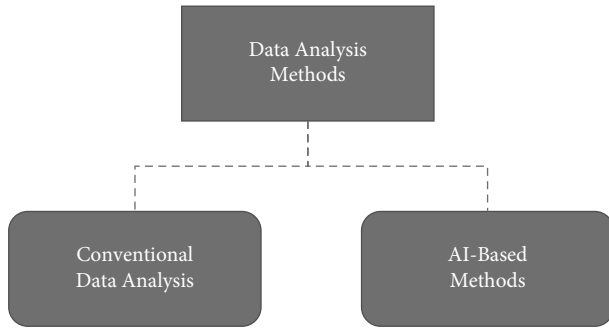 Data Analysis
Methods
Conventional
Data Analysis
AI-Based
Methods